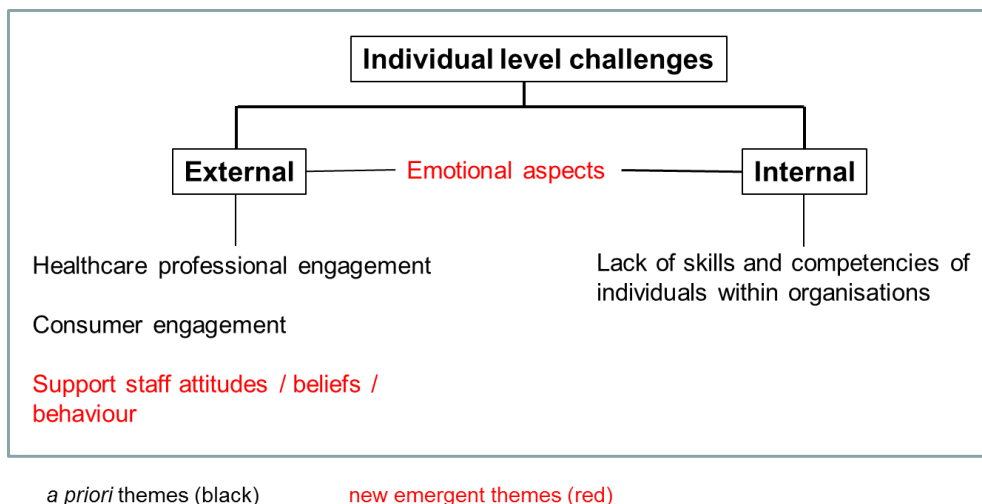 Individual level challenges
External
Emotional aspects
Internal
Healthcare professional engagement
Consumer engagement
Support staff attitudes / beliefs /
behaviour
Lack of skills and competencies of
individuals within organisations
a priori themes (black)
new emergent themes (red)